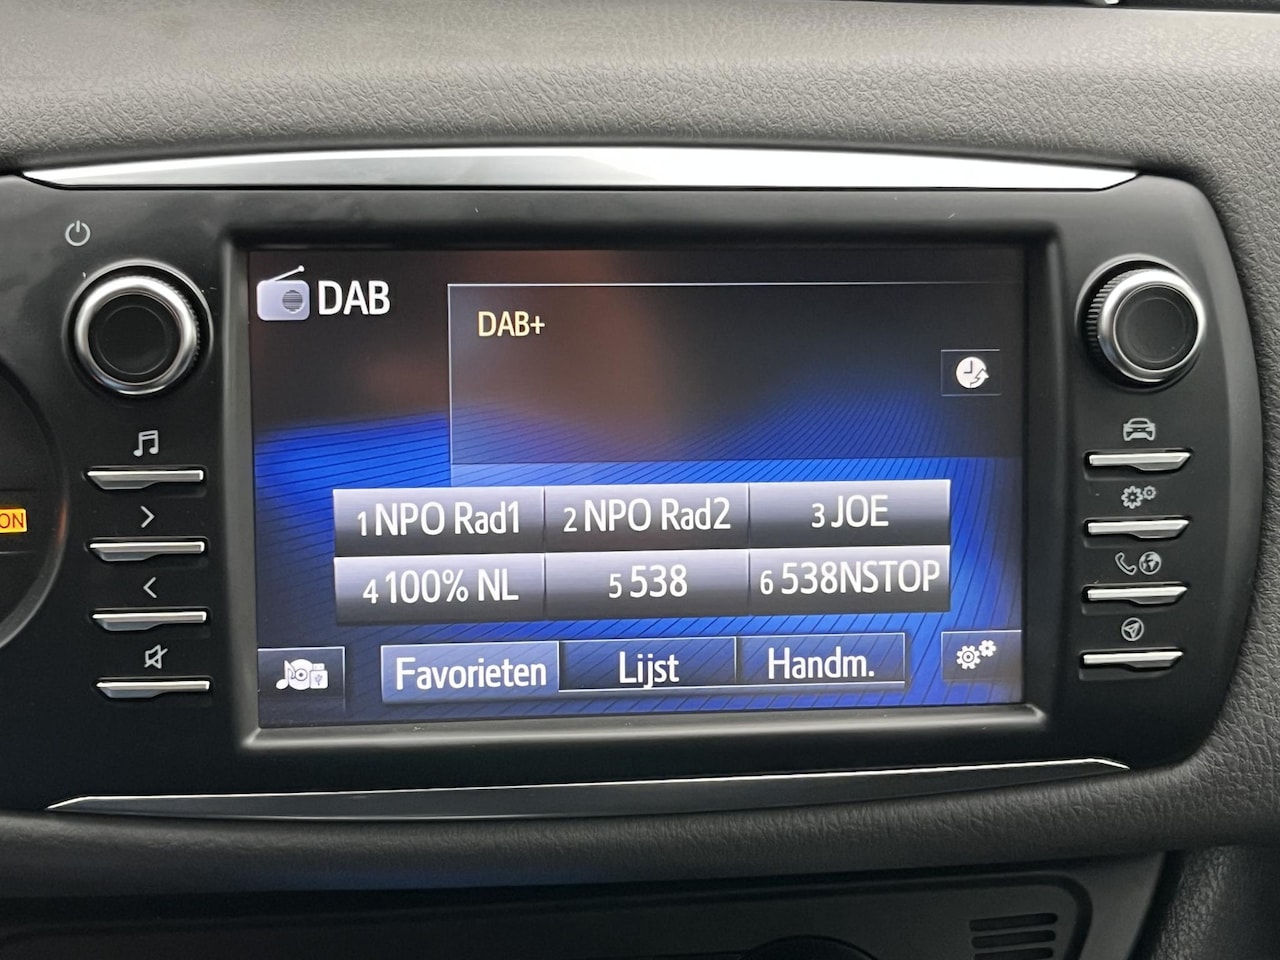 DAB
DAB+
1 NPO Rad1 2 NPO Rad2 3 JOE
ON
4 100% NL 5 538 6 538NSTOP
Favorieten Lijst Handm.